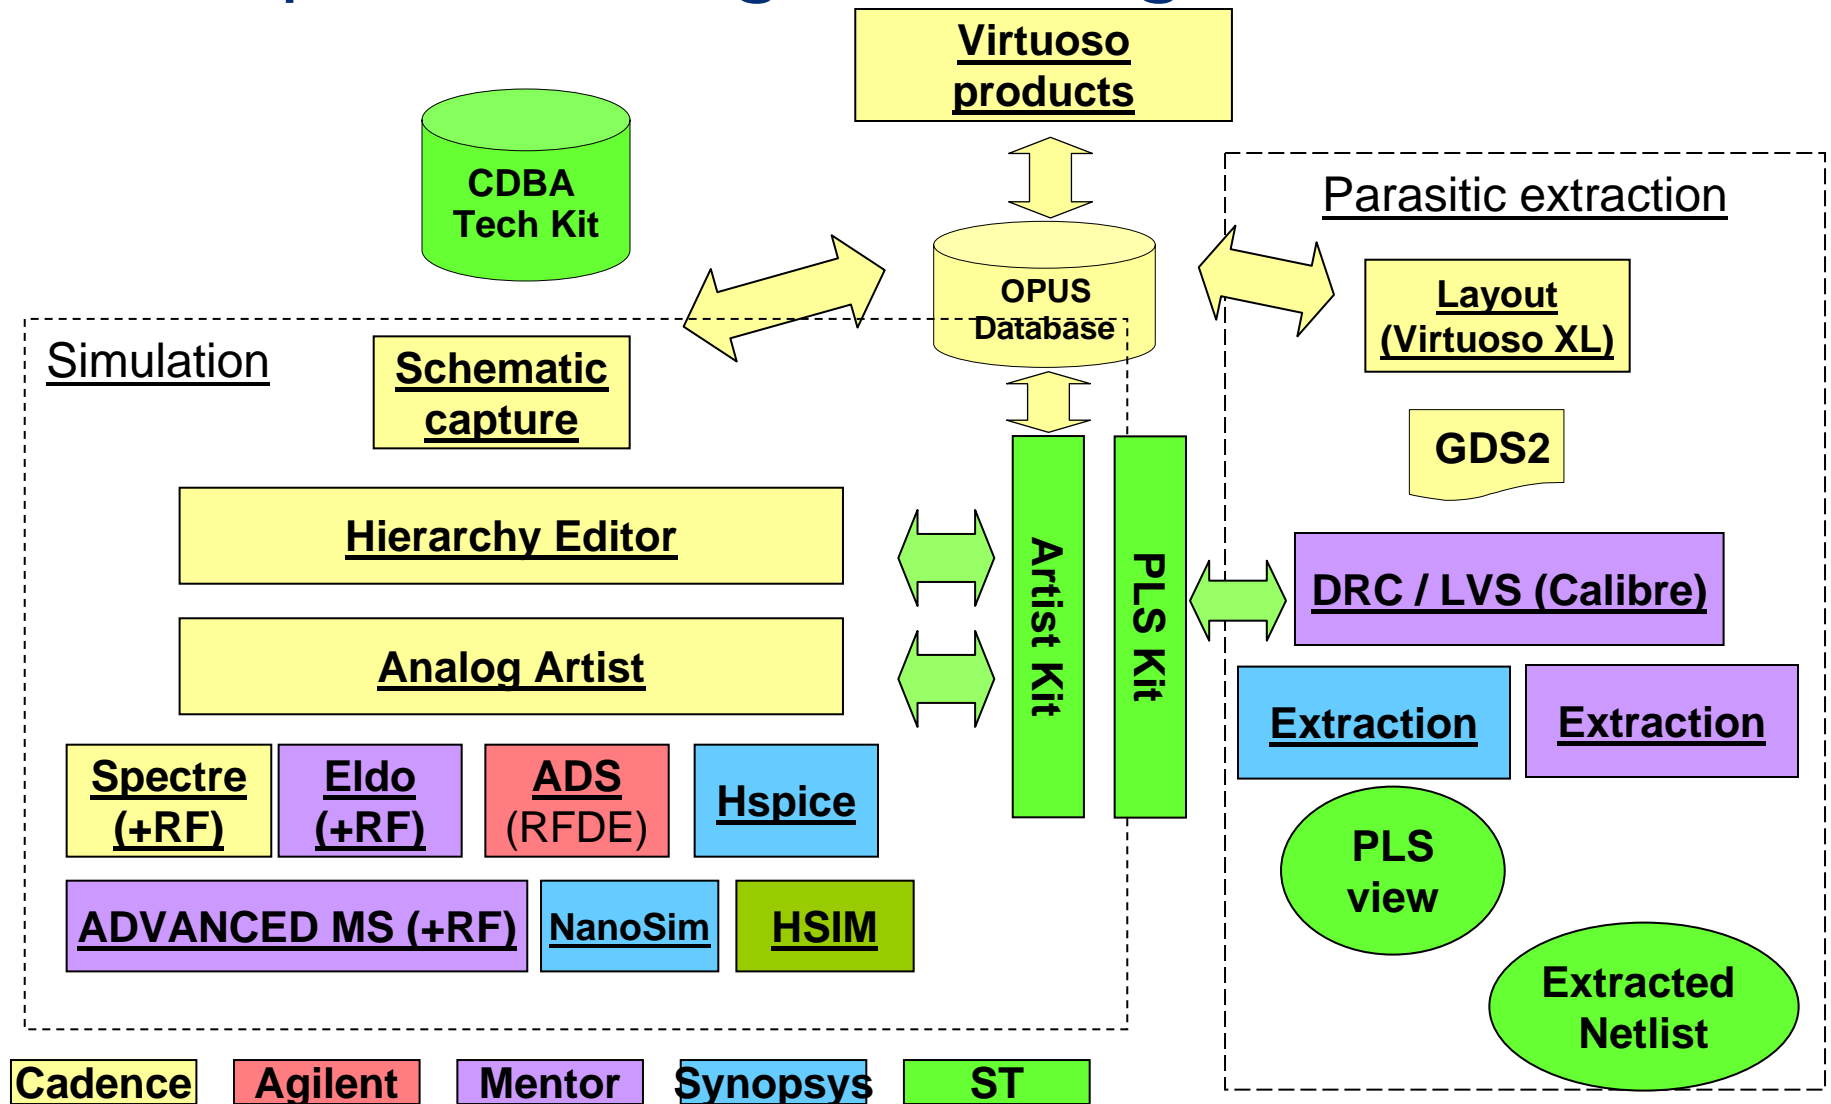 Virtuoso
products
CDBA
Tech Kit
Parasitic extraction
OPUS
Database
Layout
(Virtuoso XL)
Simulation
Schematic
capture
GDS2
Hierarchy Editor
Artist Kit
PLS Kit
DRC / LVS (Calibre)
Analog Artist
Extraction
Extraction
Spectre
(+RF)
Eldo
(+RF)
ADS
(RFDE)
Hspice
PLS
view
ADVANCED MS (+RF)
NanoSim
HSIM
Extracted
Netlist
Cadence
Agilent
Mentor
Synopsys
ST